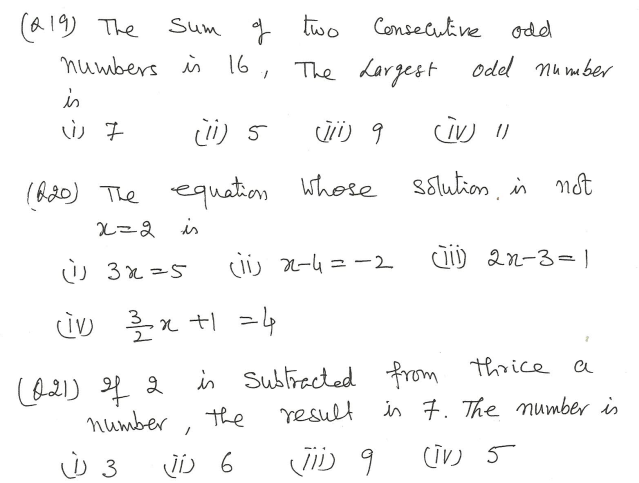 (Q19) The Sum of two Consecutive odd
numbers is 16, The Largest odd number
is
(i) 7 (ii) 5 (iii) 9 (iv) 11
(Q20) The equation whose solution is not
x=2 is
(i) 3x=5 (ii) x-4=-2 (iii) 2x-3=1
(iv) 3/2 x +1 =4
(Q21) If 2 is subtracted from thrice a
number, the result is 7. The number is
(i) 3 (ii) 6 (iii) 9 (iv) 5